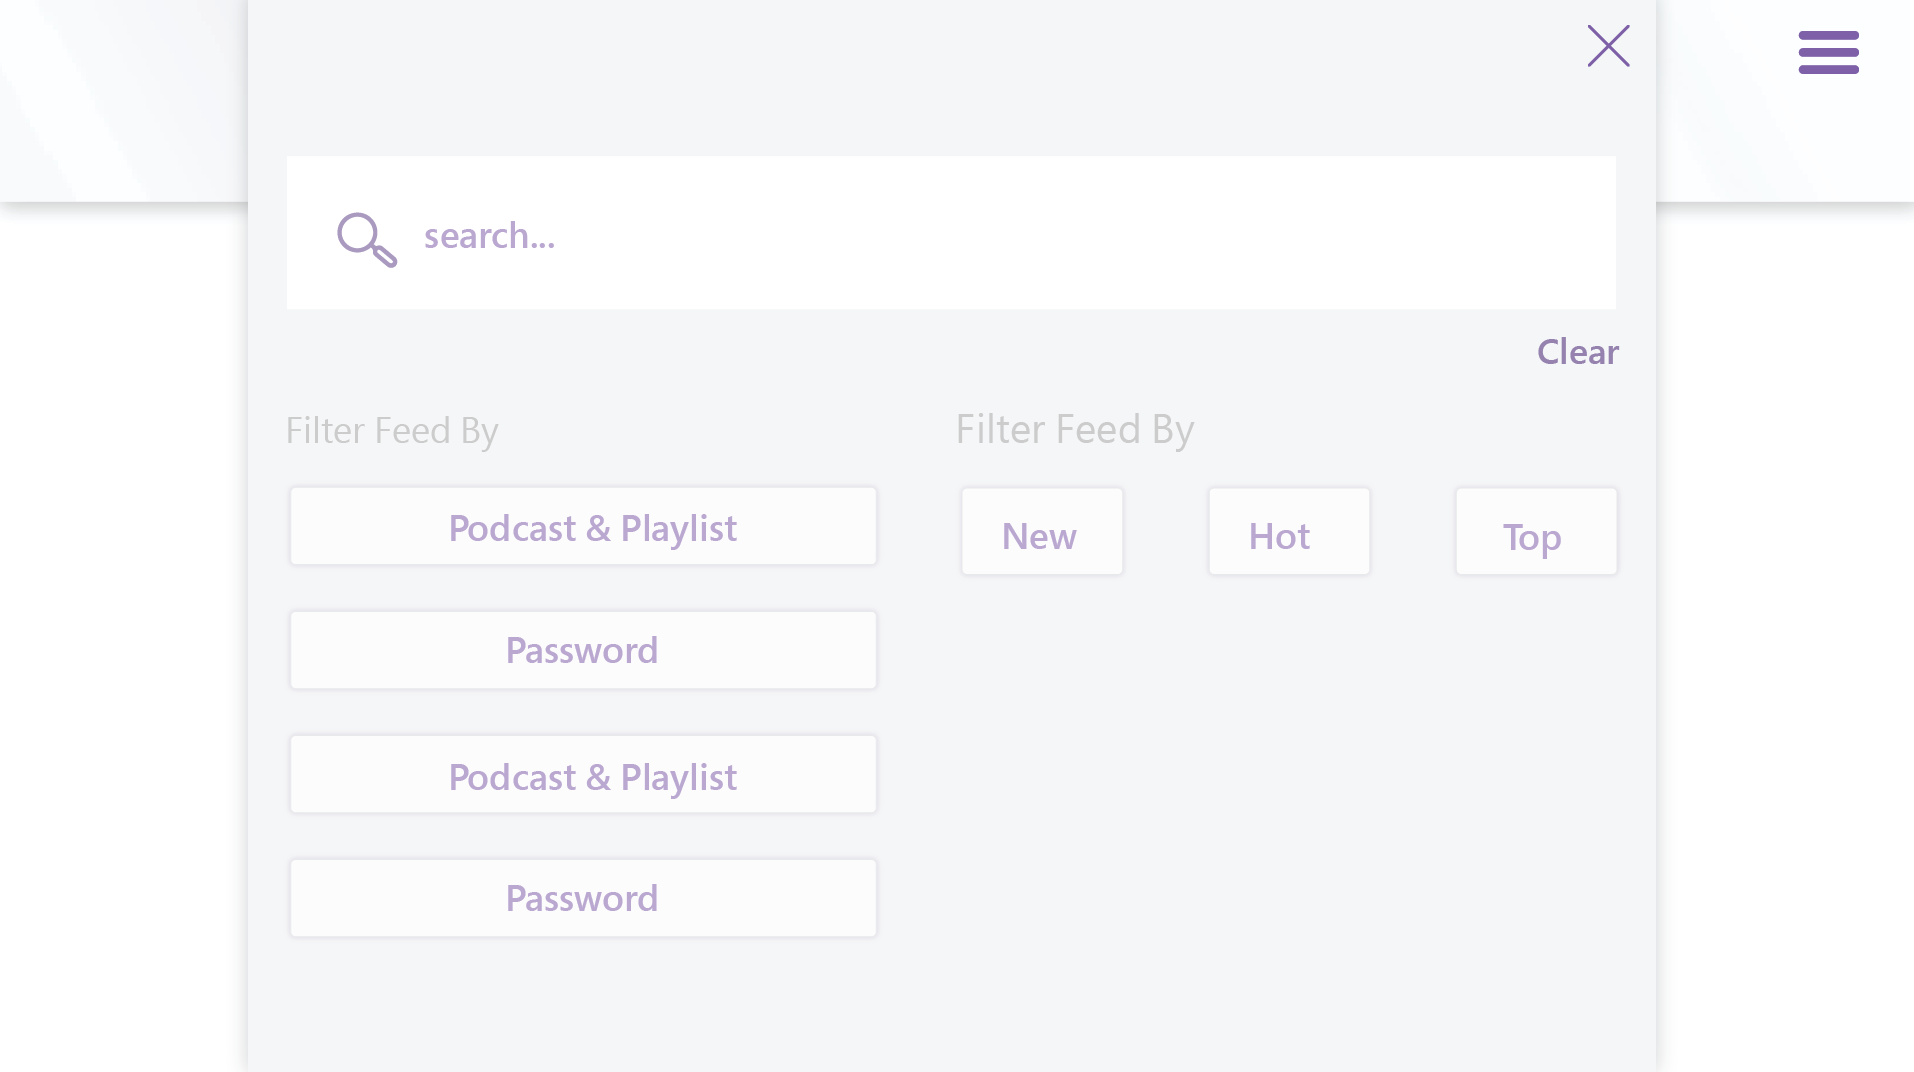 search...
Clear
Filter Feed By
Podcast & Playlist
Password
Podcast & Playlist
Password
Filter Feed By
New
Hot
Top